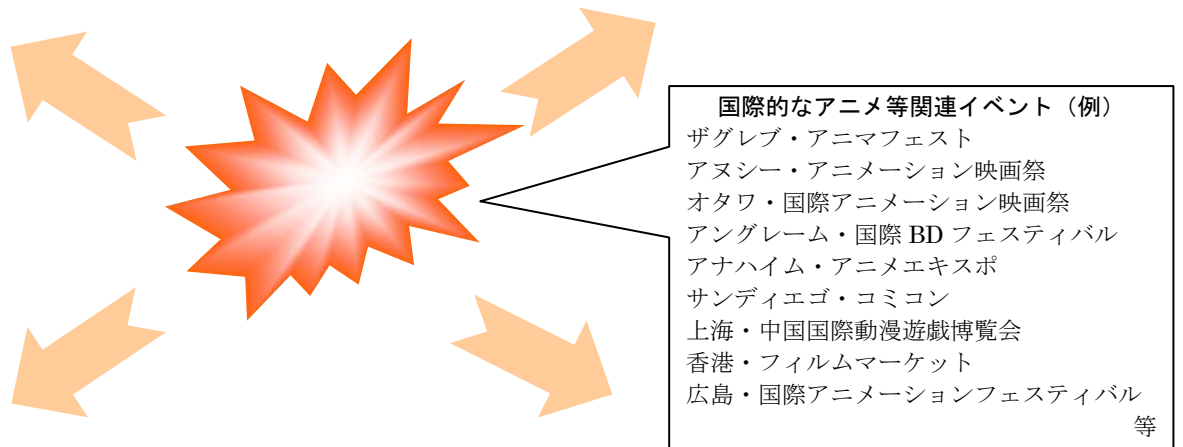 国際的なアニメ等関連イベント（例）
ザグレブ・アニマフェスト
アヌシー・アニメーション映画祭
オタワ・国際アニメーション映画祭
アングレーム・国際 BD フェスティバル
アナハイム・アニメエキスポ
サンディエゴ・コミコン
上海・中国国際動漫遊戯博覧会
香港・フィルムマーケット
広島・国際アニメーションフェスティバル
等